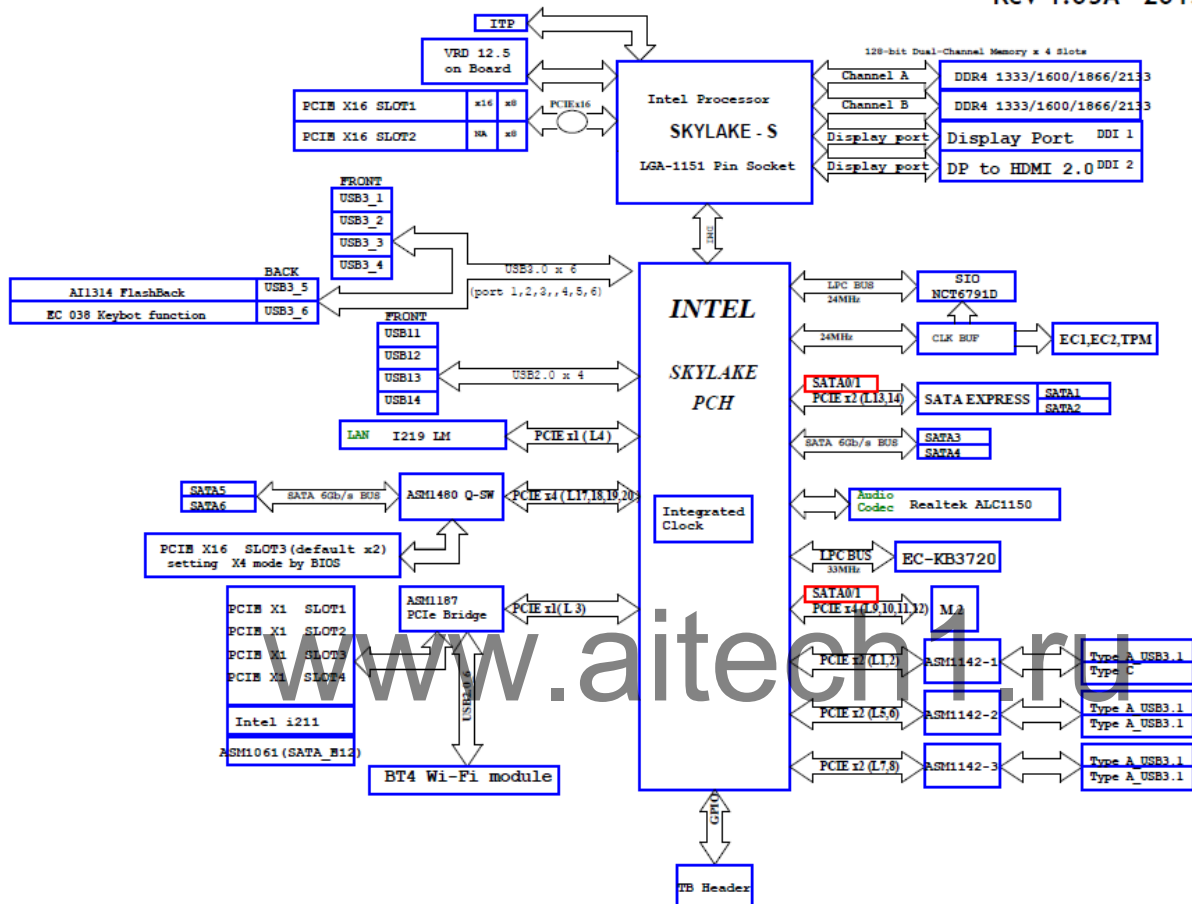 ITP
VRD 12.5
on Board
PCIE X16 SLOT1 x16 x8
PCIE X16 SLOT2 NA x8
PCIEx16
Intel Processor
SKYLAKE - S
LGA-1151 Pin Socket
128-bit Dual-Channel Memory x 4 Slots
Channel A
DDR4 1333/1600/1866/2133
Channel B
DDR4 1333/1600/1866/2133
Display port
Display Port DDI 1
Display port
DP to HDMI 2.0 DDI 2
DMI
FRONT
USB3_1
USB3_2
USB3_3
USB3_4
BACK
AI1314 FlashBack USB3_5
EC 038 Keybot function USB3_6
USB3.0 x 6
(port 1,2,3,,4,5,6)
FRONT
USB11
USB12
USB13
USB14
USB2.0 x 4
LAN I219 LM
PCIE x1 ( L4 )
SATA5
SATA6
SATA 6Gb/s BUS
ASM1480 Q-SW
PCIE x4 ( L17,18,19,20)
PCIE X16 SLOT3(default x2)
setting X4 mode by BIOS
PCIE X1 SLOT1
PCIE X1 SLOT2
PCIE X1 SLOT3
PCIE X1 SLOT4
Intel i211
ASM1061(SATA_E12)
ASM1187
PCIe Bridge
PCIE x1( L 3)
BT4 Wi-Fi module
INTEL
SKYLAKE
PCH
Integrated
Clock
LPC BUS
24MHz
SIO
NCT6791D
24MHz
CLK BUF
EC1,EC2,TPM
SATA0/1
PCIE x2 (L13,14)
SATA EXPRESS
SATA1
SATA2
SATA 6Gb/s BUS
SATA3
SATA4
Audio
Codec
Realtek ALC1150
LPC BUS
33MHz
EC-KB3720
SATA0/1
PCIE x4 (L9,10,11,12)
M.2
PCIE x2 (L1,2)
ASM1142-1
Type A_USB3.1
Type C
PCIE x2 (L5,6)
ASM1142-2
Type A_USB3.1
Type A_USB3.1
PCIE x2 (L7,8)
ASM1142-3
Type A_USB3.1
Type A_USB3.1
GPIO
TB Header
www.aitech1.ru